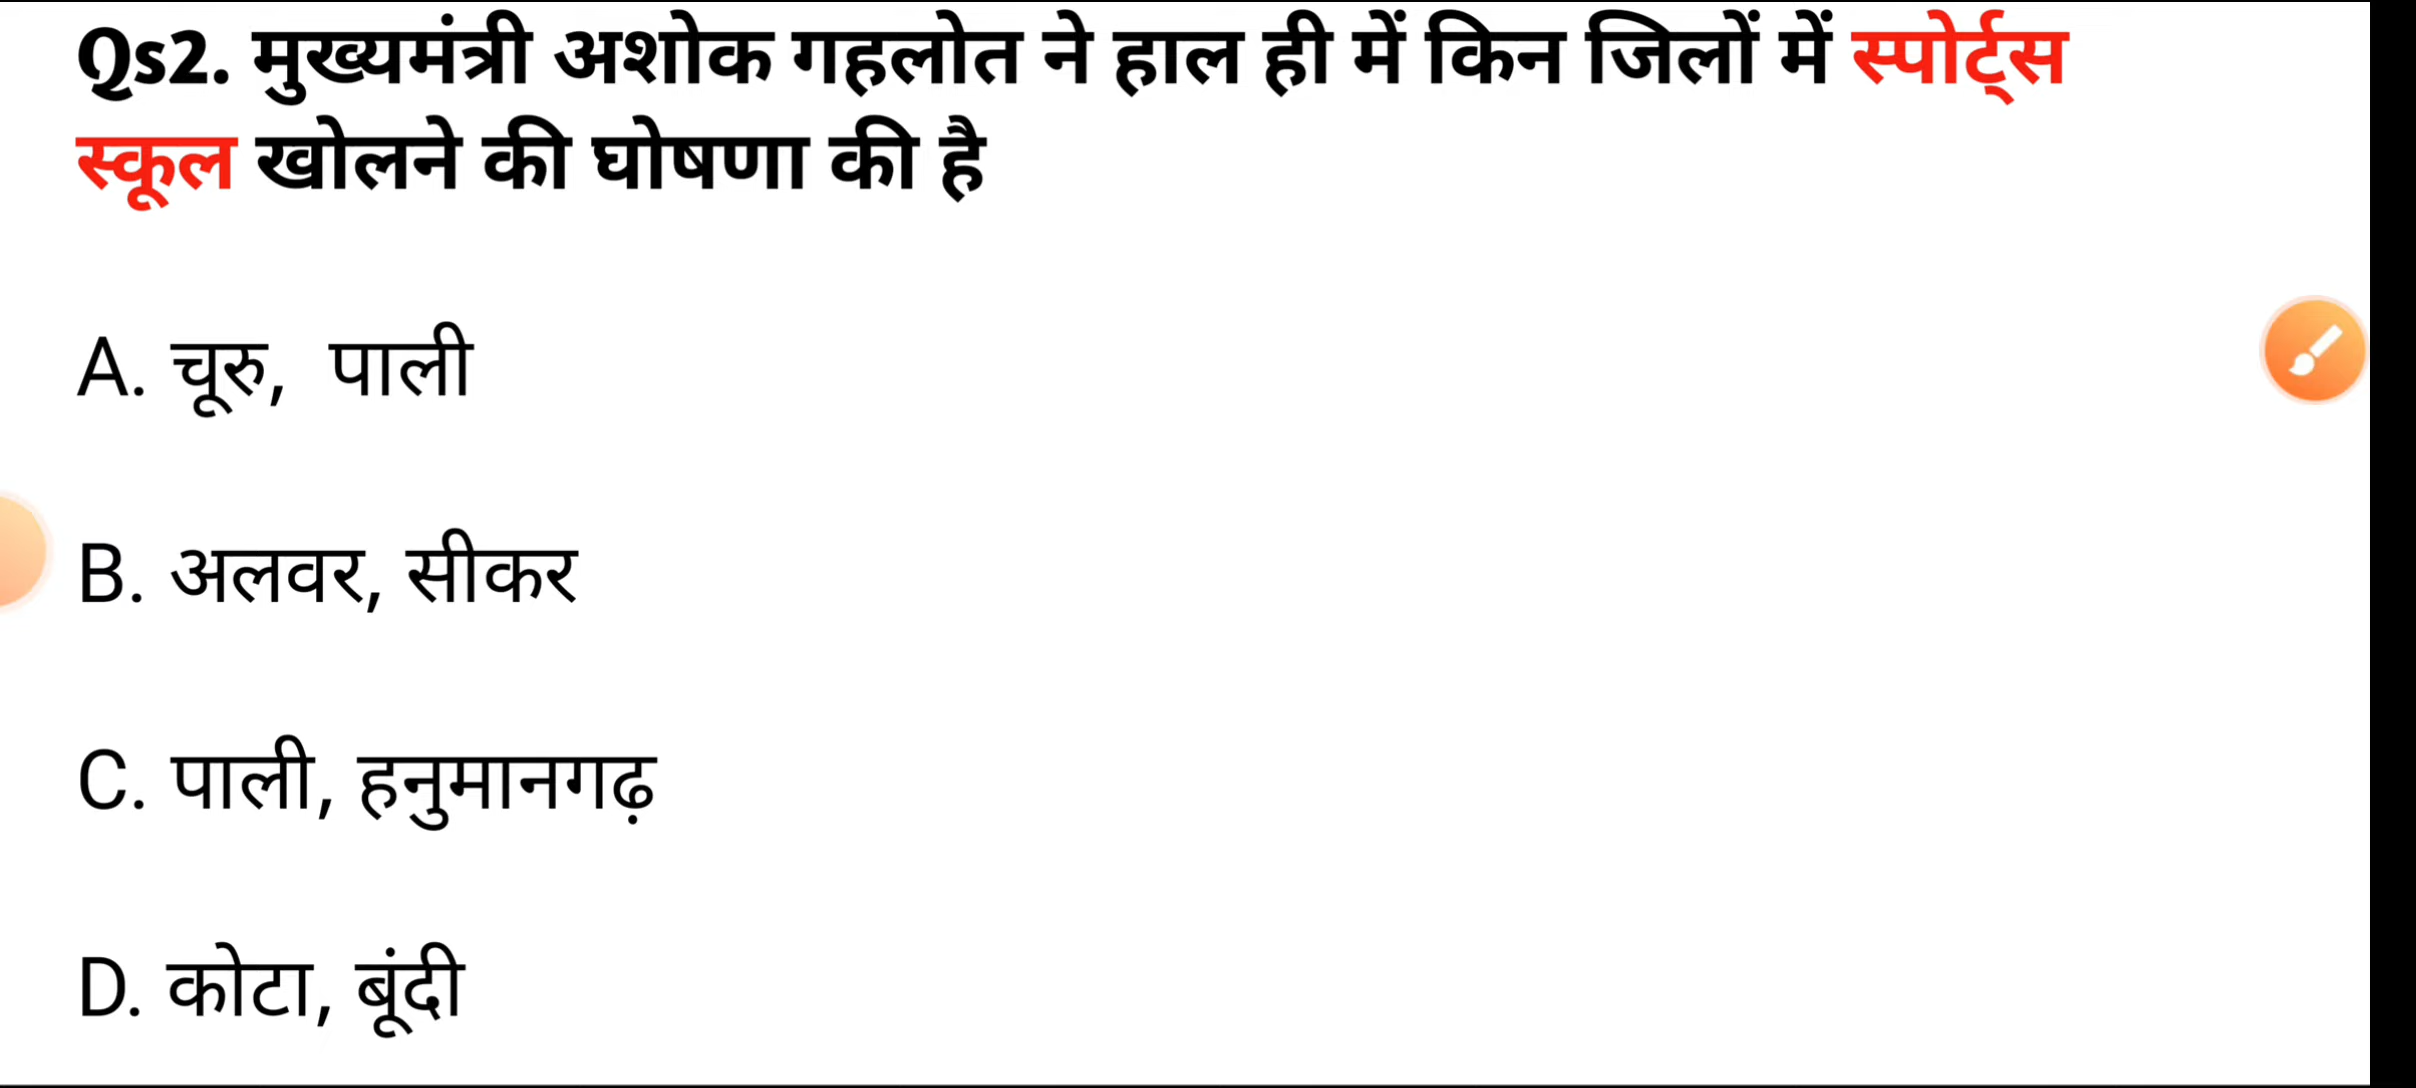 Qs2. मुख्यमंत्री अशोक गहलोत ने हाल ही में किन जिलों में स्पोर्ट्स
स्कूल खोलने की घोषणा की है
A. चूरु, पाली
B. अलवर, सीकर
C. पाली, हनुमानगढ़
D. कोटा, बूंदी